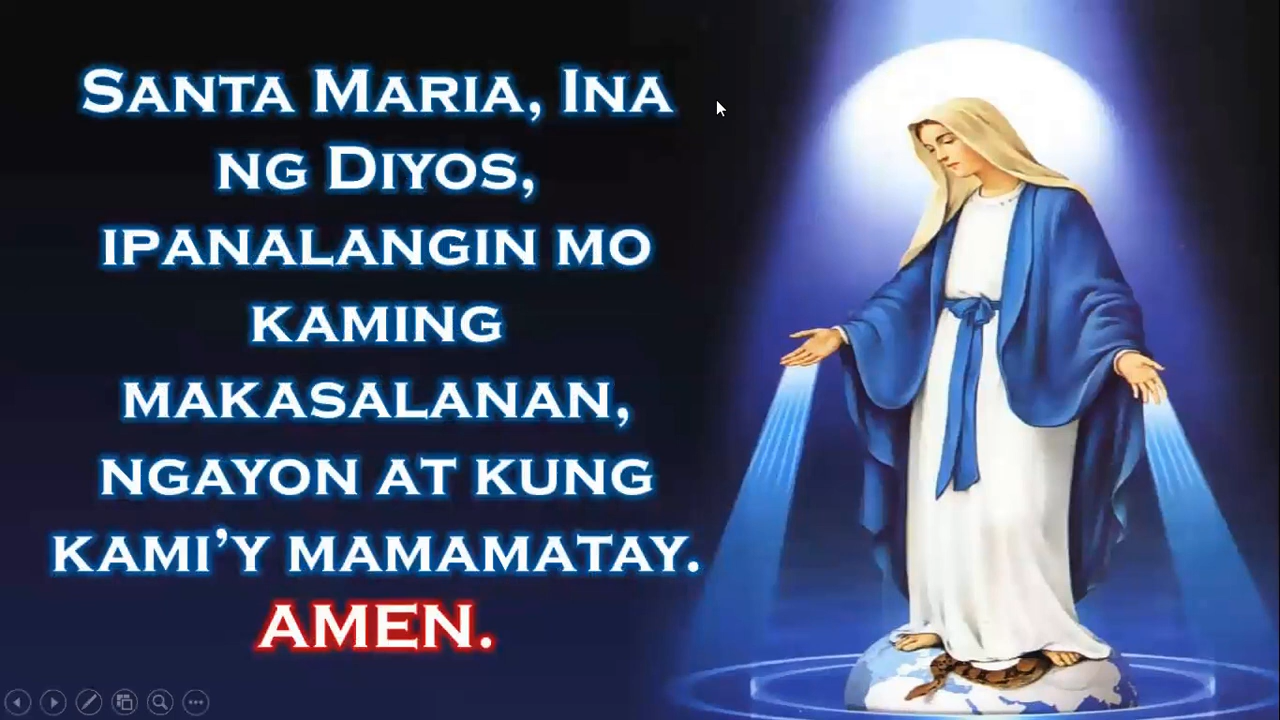 Santa Maria, Ina
ng Diyos,
ipanalangin mo
kaming
makasalanan,
ngayon at kung
kami’y mamamatay.
AMEN.